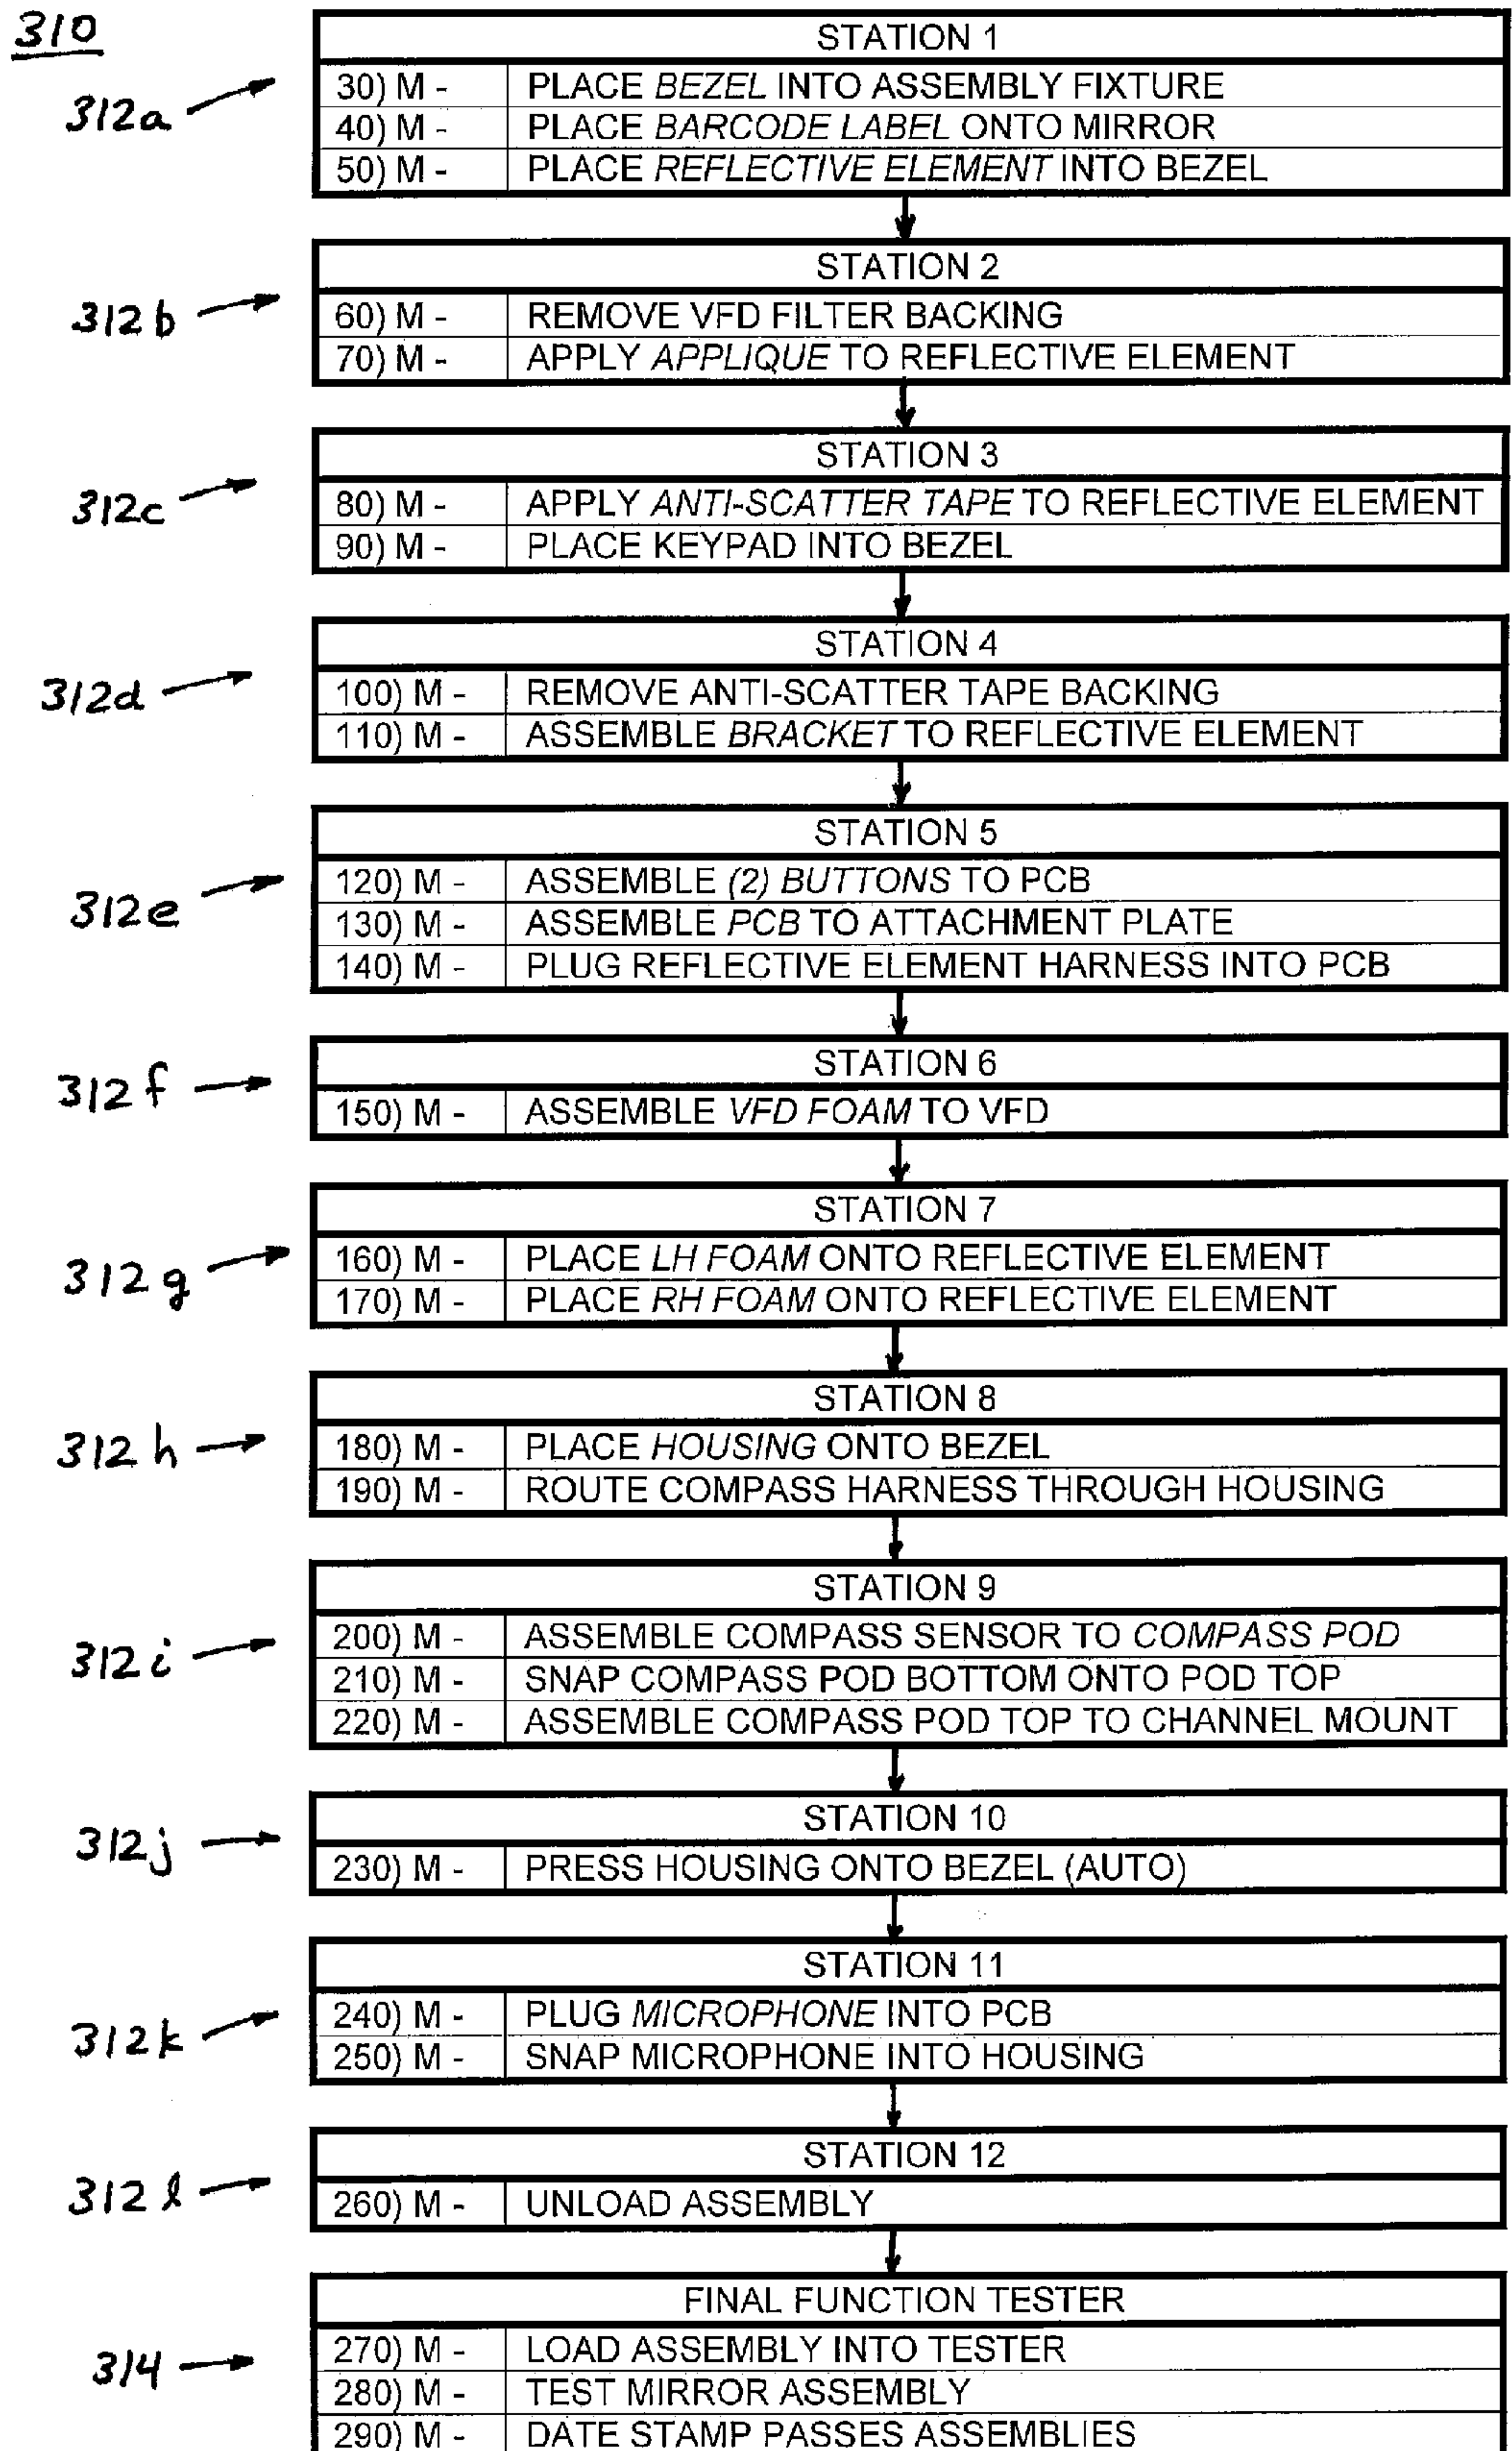 310
STATION 1
312a
30) M - PLACE BEZEL INTO ASSEMBLY FIXTURE
40) M - PLACE BARCODE LABEL ONTO MIRROR
50) M - PLACE REFLECTIVE ELEMENT INTO BEZEL
STATION 2
312b
60) M - REMOVE VFD FILTER BACKING
70) M - APPLY APPLIQUE TO REFLECTIVE ELEMENT
STATION 3
312c
80) M - APPLY ANTI-SCATTER TAPE TO REFLECTIVE ELEMENT
90) M - PLACE KEYPAD INTO BEZEL
STATION 4
312d
100) M - REMOVE ANTI-SCATTER TAPE BACKING
110) M - ASSEMBLE BRACKET TO REFLECTIVE ELEMENT
STATION 5
312e
120) M - ASSEMBLE (2) BUTTONS TO PCB
130) M - ASSEMBLE PCB TO ATTACHMENT PLATE
140) M - PLUG REFLECTIVE ELEMENT HARNESS INTO PCB
STATION 6
312f
150) M - ASSEMBLE VFD FOAM TO VFD
STATION 7
312g
160) M - PLACE LH FOAM ONTO REFLECTIVE ELEMENT
170) M - PLACE RH FOAM ONTO REFLECTIVE ELEMENT
STATION 8
312h
180) M - PLACE HOUSING ONTO BEZEL
190) M - ROUTE COMPASS HARNESS THROUGH HOUSING
STATION 9
312i
200) M - ASSEMBLE COMPASS SENSOR TO COMPASS POD
210) M - SNAP COMPASS POD BOTTOM ONTO POD TOP
220) M - ASSEMBLE COMPASS POD TOP TO CHANNEL MOUNT
STATION 10
312j
230) M - PRESS HOUSING ONTO BEZEL (AUTO)
STATION 11
312k
240) M - PLUG MICROPHONE INTO PCB
250) M - SNAP MICROPHONE INTO HOUSING
STATION 12
312l
260) M - UNLOAD ASSEMBLY
FINAL FUNCTION TESTER
314
270) M - LOAD ASSEMBLY INTO TESTER
280) M - TEST MIRROR ASSEMBLY
290) M - DATE STAMP PASSES ASSEMBLIES